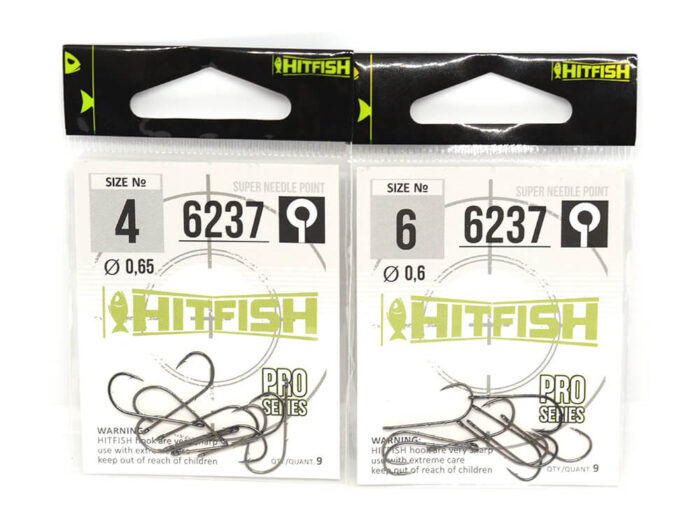 HITFISH
SIZE №
4
6237
SUPER NEEDLE POINT
Ø 0,65
HITFISH
PRO
SERIES
WARNING:
HITFISH hook are very sharp
use with extreme
keep out of reach of children
QTY/QUANT. 9
HITFISH
SIZE №
6
6237
SUPER NEEDLE POINT
Ø 0,6
HITFISH
PRO
SERIES
WARNING:
HITFISH hook are very sharp
use with extreme care
keep out of reach of children
QTY/QUANT. 9